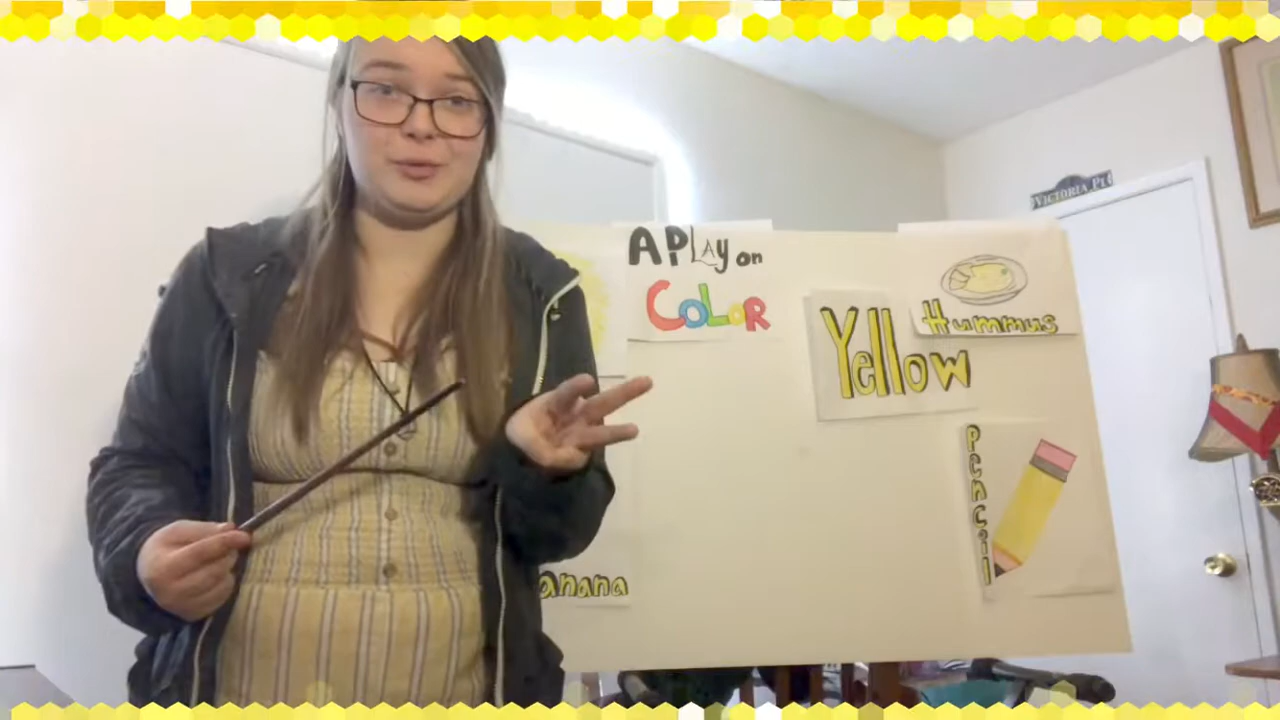 A PLAy on
COLOR
Yellow
Hummus
Pencil
anana
VICTORIA PL